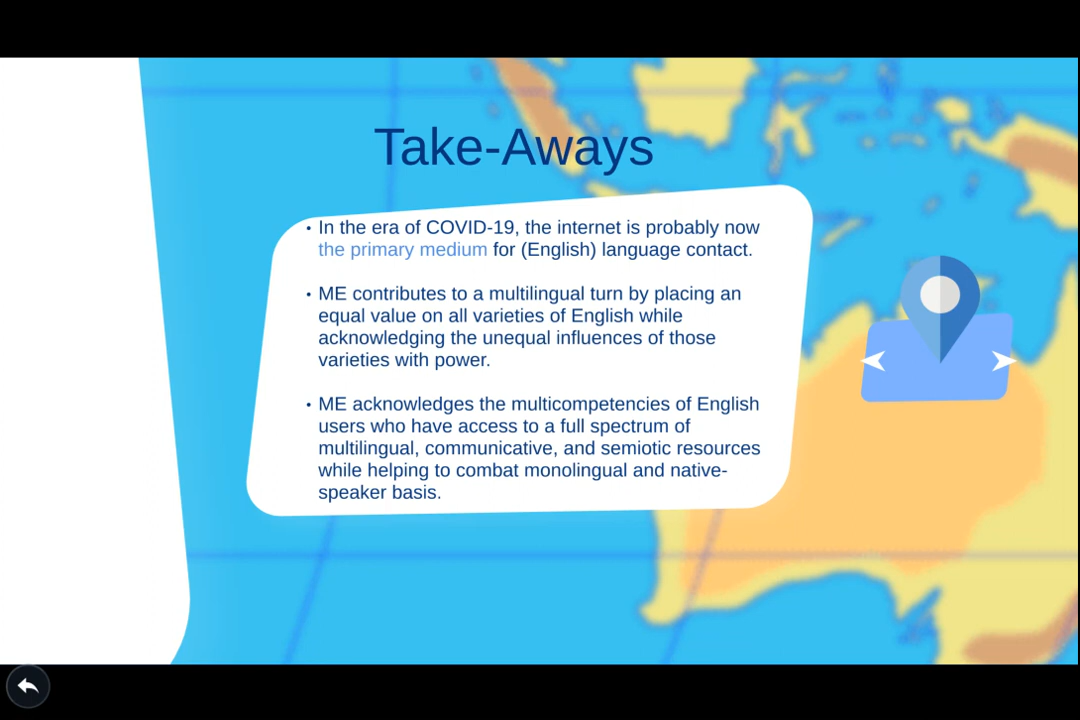 Take-Aways
• In the era of COVID-19, the internet is probably now
the primary medium for (English) language contact.
• ME contributes to a multilingual turn by placing an
equal value on all varieties of English while
acknowledging the unequal influences of those
varieties with power.
• ME acknowledges the multicompetencies of English
users who have access to a full spectrum of
multilingual, communicative, and semiotic resources
while helping to combat monolingual and native-
speaker basis.